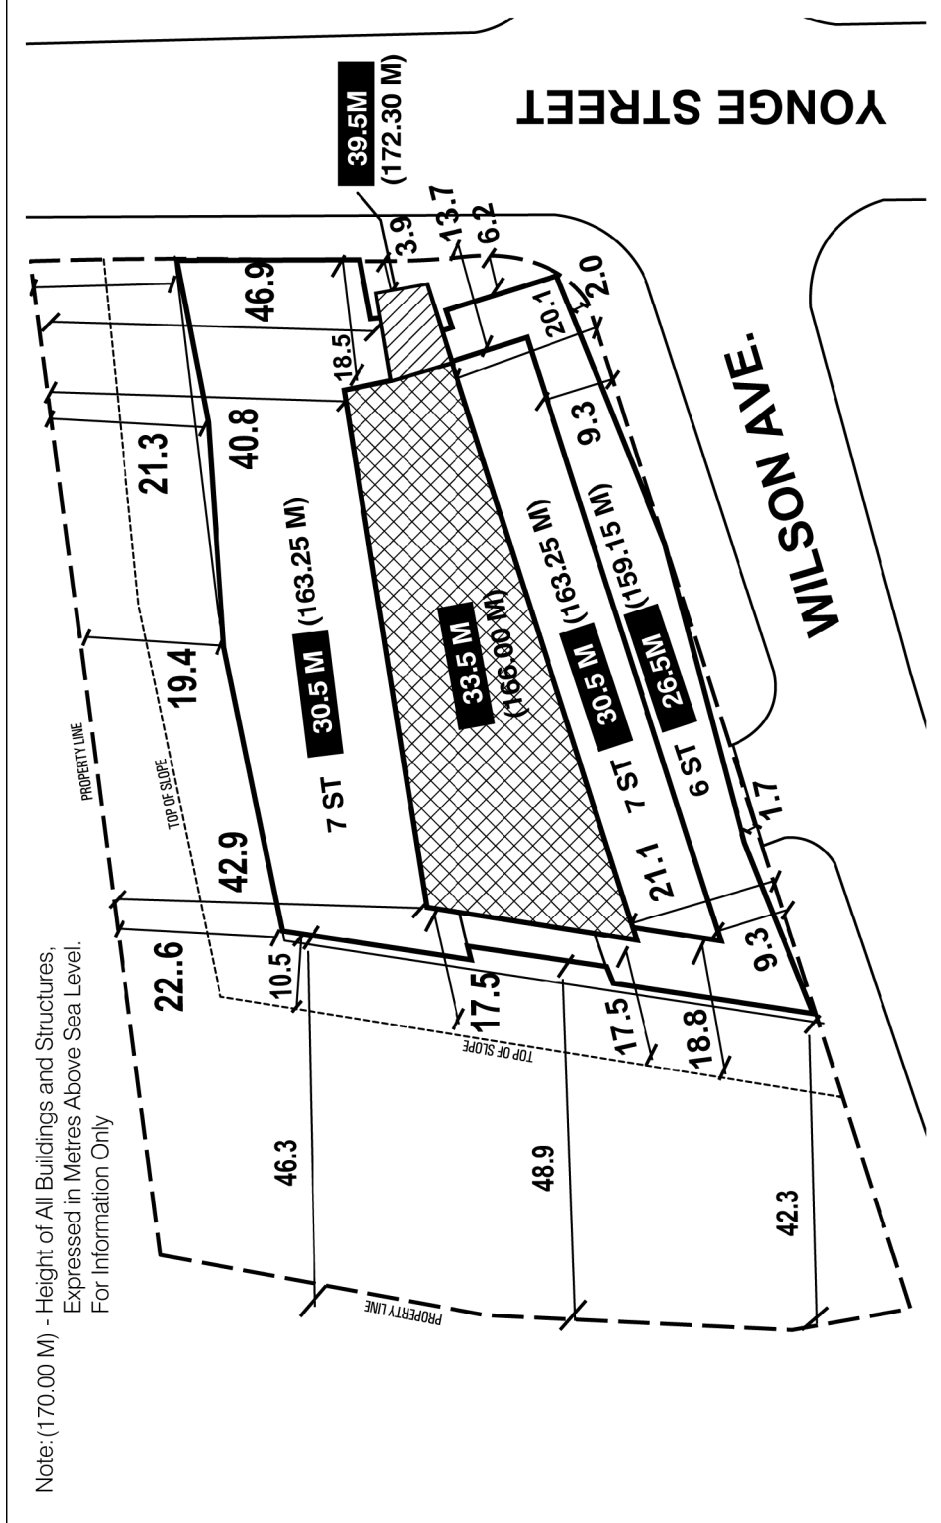 Note: (170.00 M) - Height of All Buildings and Structures,
Expressed in Metres Above Sea Level.
For Information Only
YONGE STREET
WILSON AVE.
39.5M
(172.30 M)
3.9
13.7
6.2
2.0
20.1
46.9
18.5
40.8
21.3
9.3
19.4
PROPERTY LINE
TOP OF SLOPE
7 ST
30.5 M (163.25 M)
33.5 M
(166.00 M)
7 ST 30.5 M (163.25 M)
6 ST 26.5M (159.15 M)
42.9
22..6
10.5
17.5
TOP OF SLOPE
17.5
18.8
21.1
9.3
1.7
46.3
48.9
42.3
PROPERTY LINE